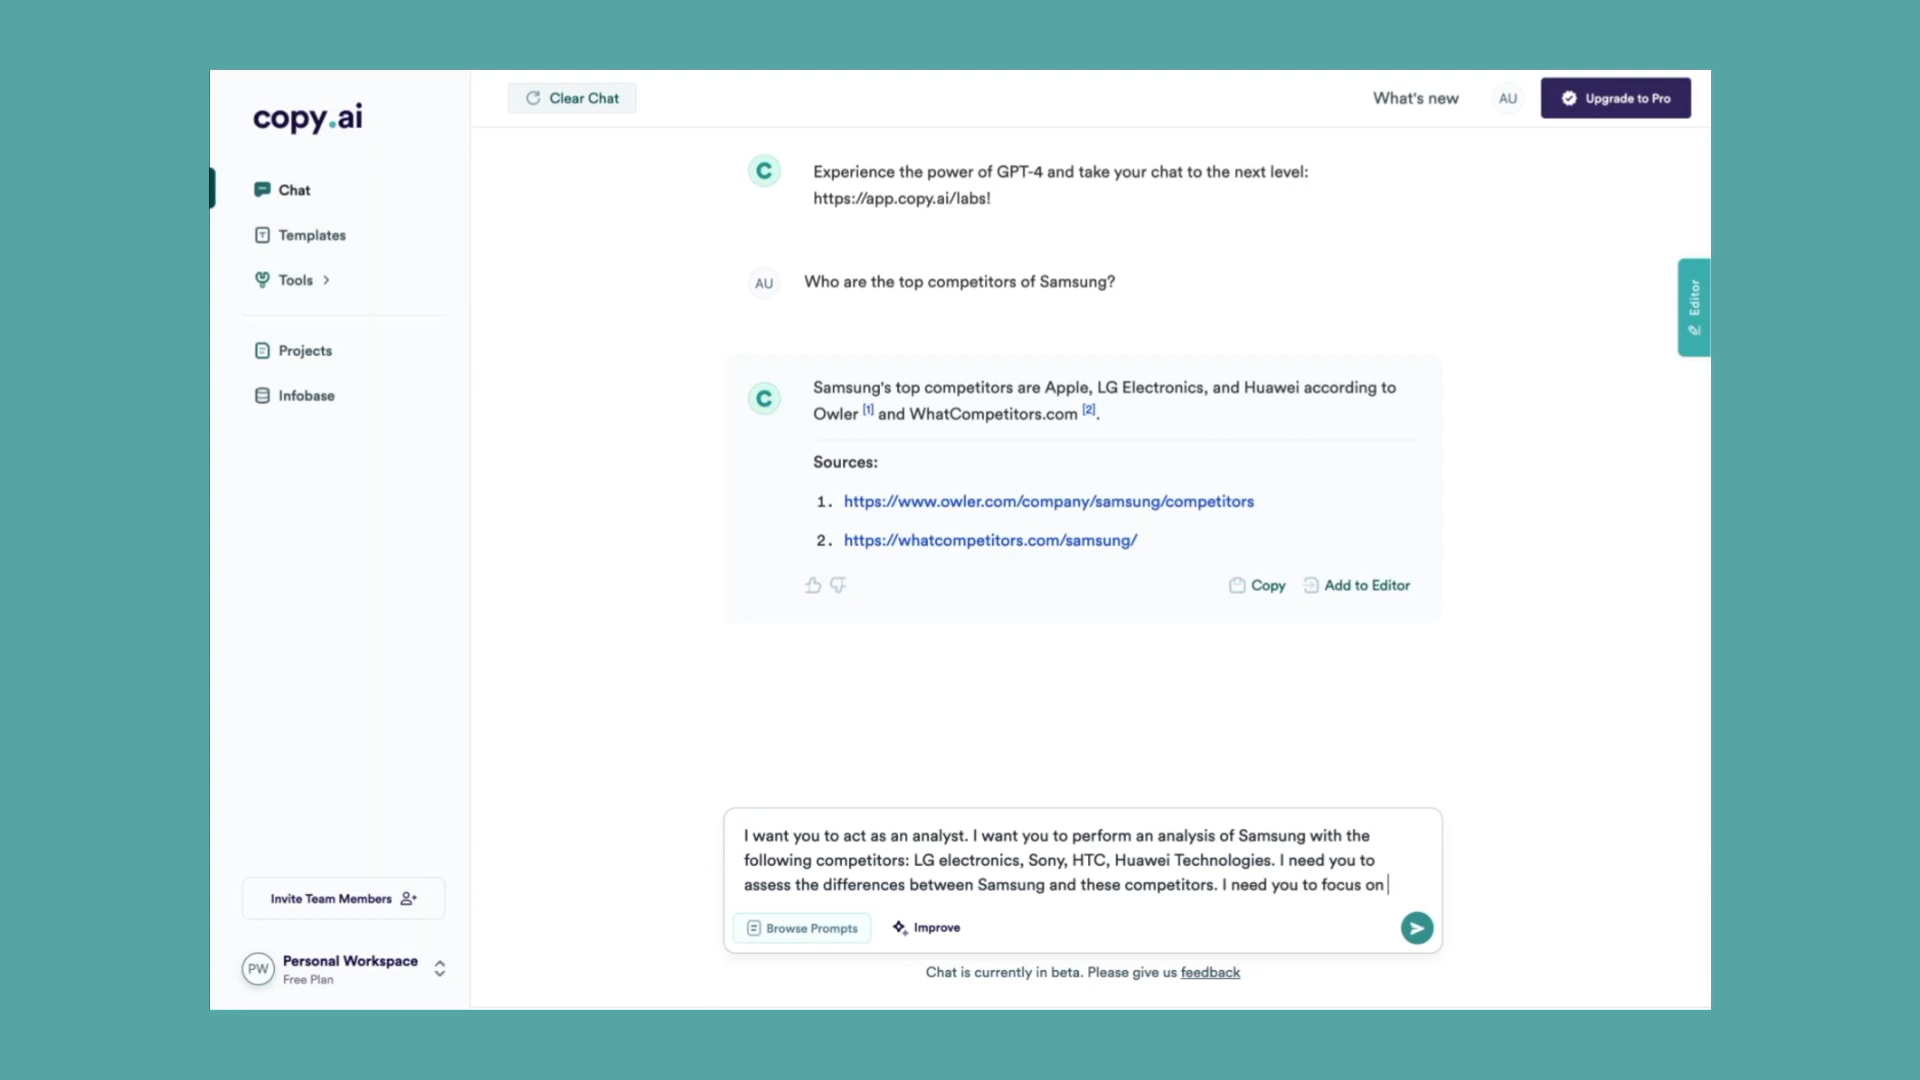 copy.ai
Chat
Templates
Tools
Projects
Infobase
Invite Team Members
PW
Personal Workspace
Free Plan
Clear Chat
What's new
AU
Upgrade to Pro
C
Experience the power of GPT-4 and take your chat to the next level:
https://app.copy.ai/labs!
AU
Who are the top competitors of Samsung?
C
Samsung's top competitors are Apple, LG Electronics, and Huawei according to
Owler [1] and WhatCompetitors.com [2].
Sources:
1. https://www.owler.com/company/samsung/competitors
2. https://whatcompetitors.com/samsung/
Copy
Add to Editor
Editor
I want you to act as an analyst. I want you to perform an analysis of Samsung with the
following competitors: LG electronics, Sony, HTC, Huawei Technologies. I need you to
assess the differences between Samsung and these competitors. I need you to focus on
Browse Prompts
Improve
Chat is currently in beta. Please give us feedback